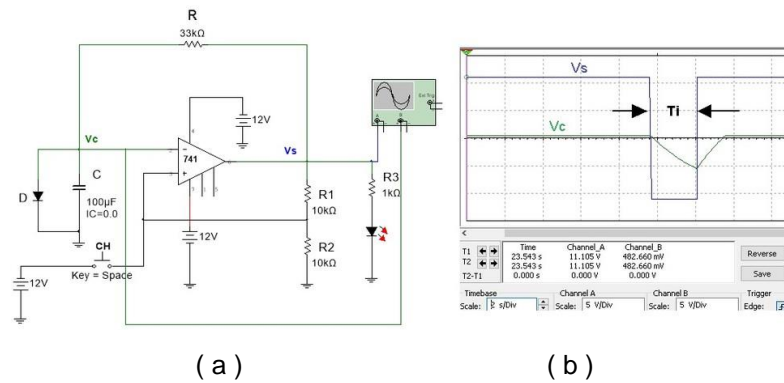 R
33kΩ
12V
Ext Trig
Vc
741
Vs
D
C
100µF
IC=0.0
R1
10kΩ
R3
1kΩ
CH
12V
R2
10kΩ
12V
Key = Space
Vs
Ti
Vc
Time Channel_A Channel_B
T1 23.543 s 11.105 V 482.660 mV
T2 23.543 s 11.105 V 482.660 mV
T2-T1 0.000 s 0.000 V 0.000 V
Reverse
Save
Timebase Channel A Channel B Trigger
Scale: 2 s/Div Scale: 5 V/Div Scale: 5 V/Div Edge:
( a ) ( b )